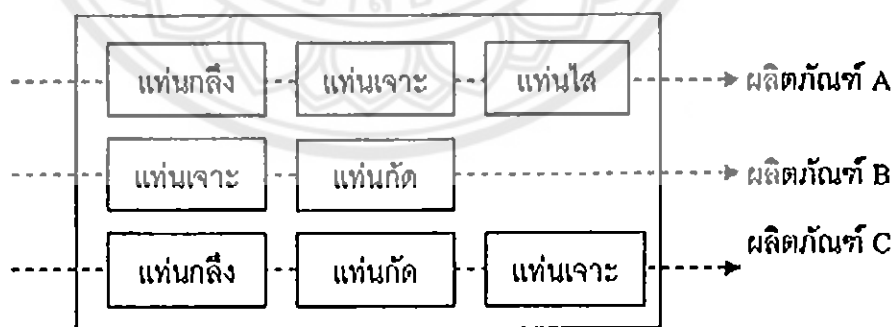 แท่นกลึง แท่นเจาะ แท่นไส ผลิตภัณฑ์ A
แท่นเจาะ แท่นกัด ผลิตภัณฑ์ B
แท่นกลึง แท่นกัด แท่นเจาะ ผลิตภัณฑ์ C